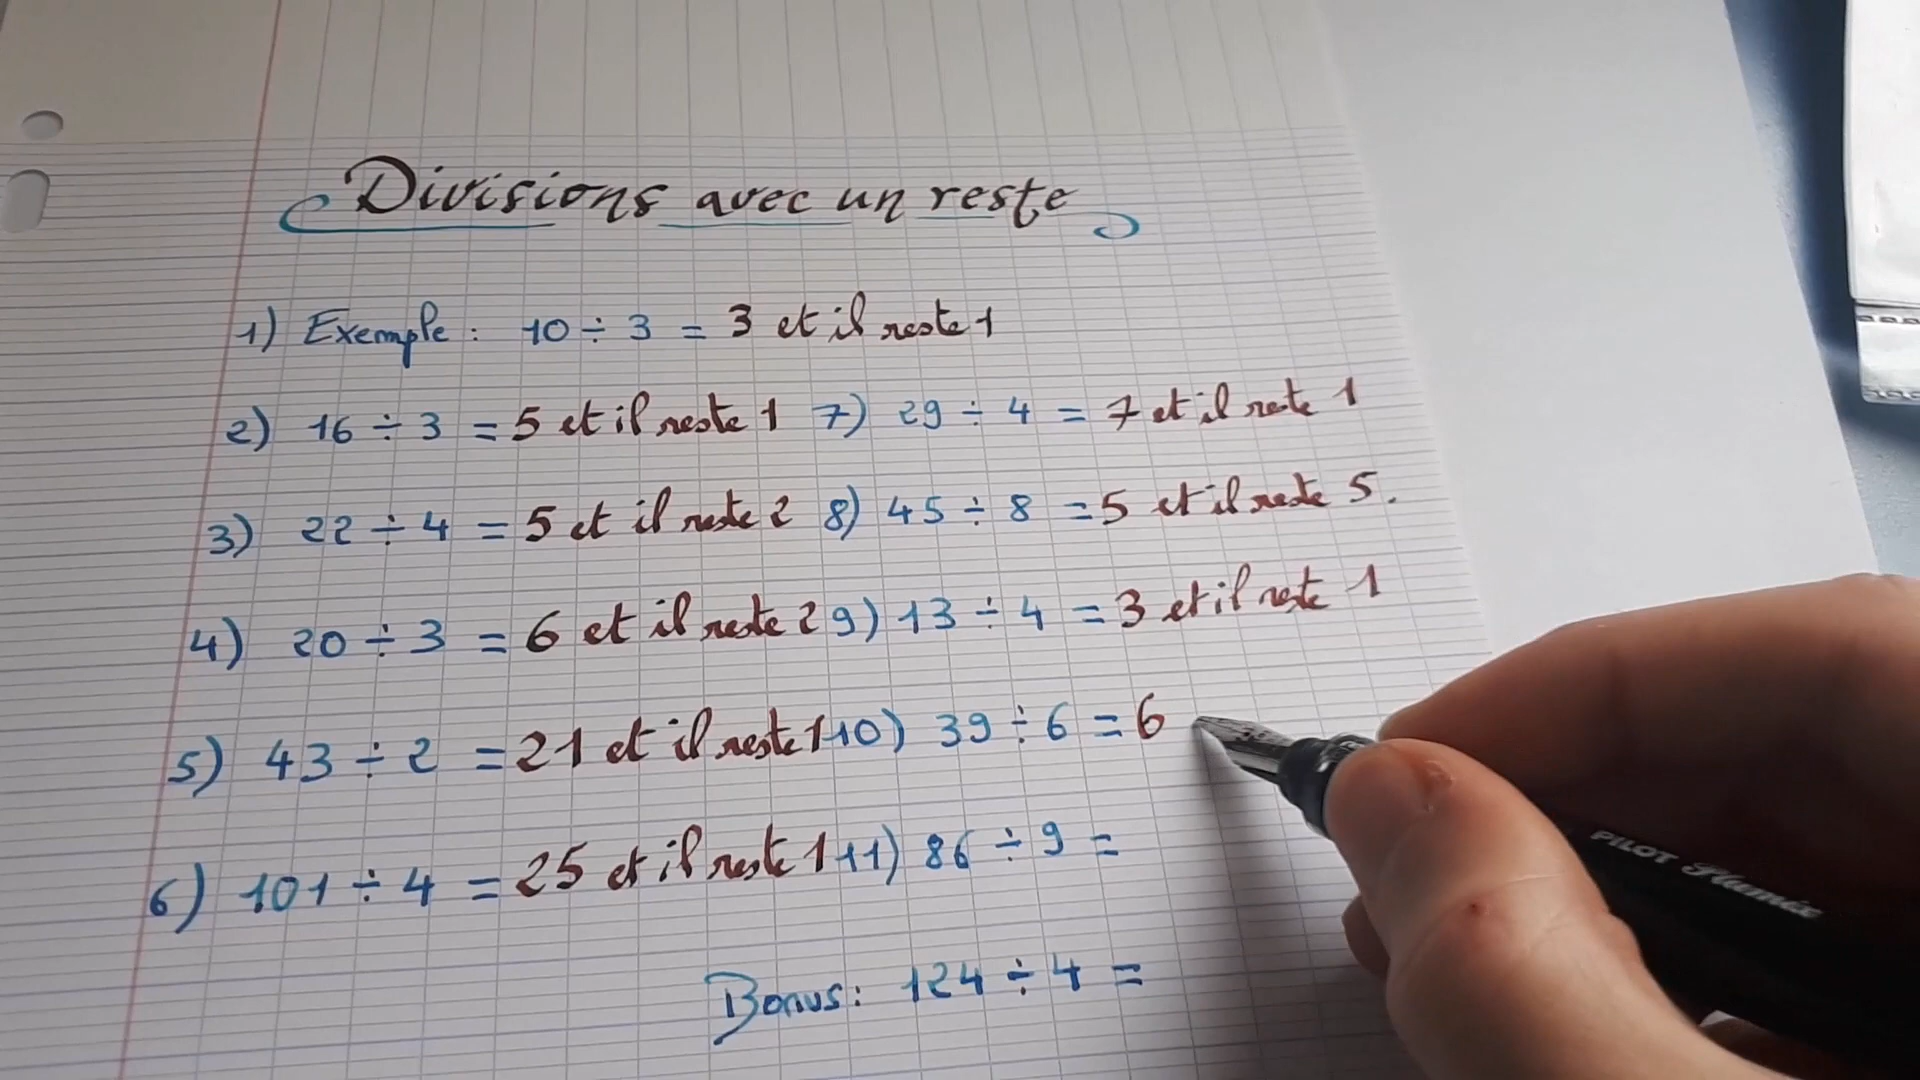 Divisions avec un reste
1) Exemple : 10 ÷ 3 = 3 et il reste 1
2) 16 ÷ 3 = 5 et il reste 1
3) 22 ÷ 4 = 5 et il reste 2
4) 20 ÷ 3 = 6 et il reste 2
5) 43 ÷ 2 = 21 et il reste 1
6) 101 ÷ 4 = 25 et il reste 1
7) 29 ÷ 4 = 7 et il reste 1
8) 45 ÷ 8 = 5 et il reste 5.
9) 13 ÷ 4 = 3 et il reste 1
10) 39 ÷ 6 = 6
11) 86 ÷ 9 =
Bonus : 124 ÷ 4 =
PILOT Plumix